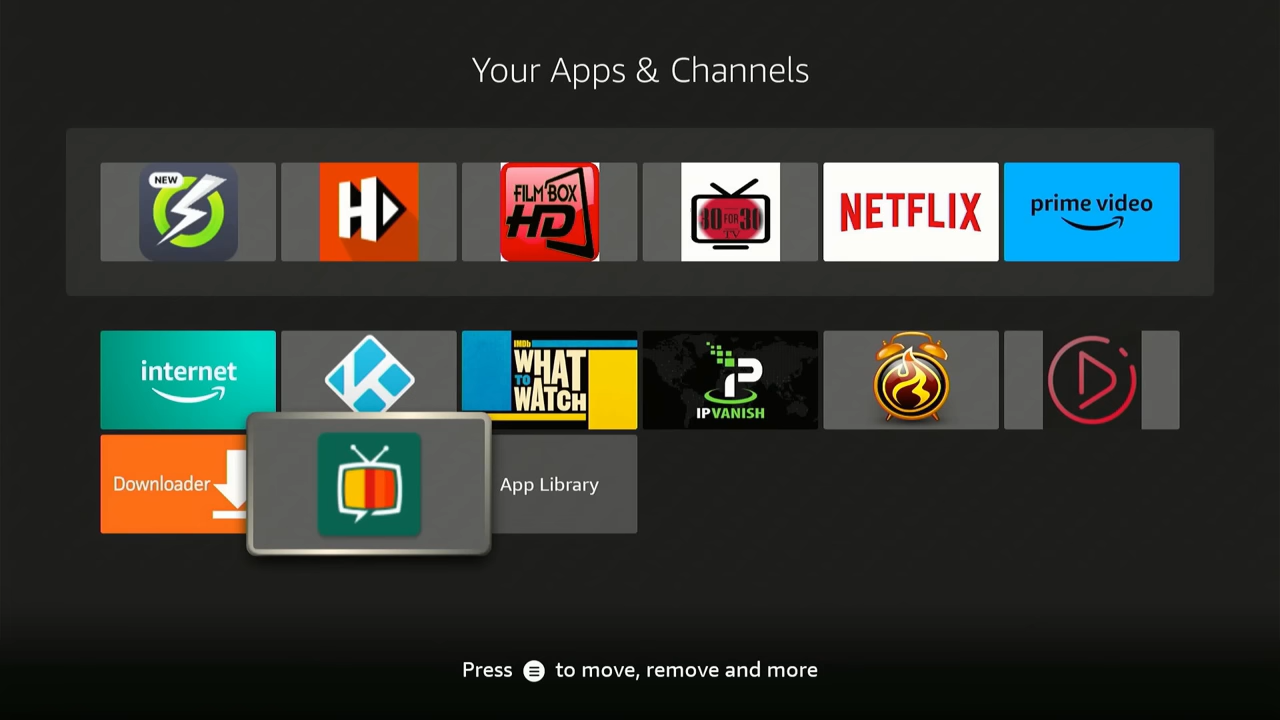 Your Apps & Channels
NEW
HD
FILM BOX
HD
30 FOR 30
TV
NETFLIX
prime video
internet
IMDb
WHAT
TO
WATCH
IPVANISH
Downloader
App Library
Press to move, remove and more